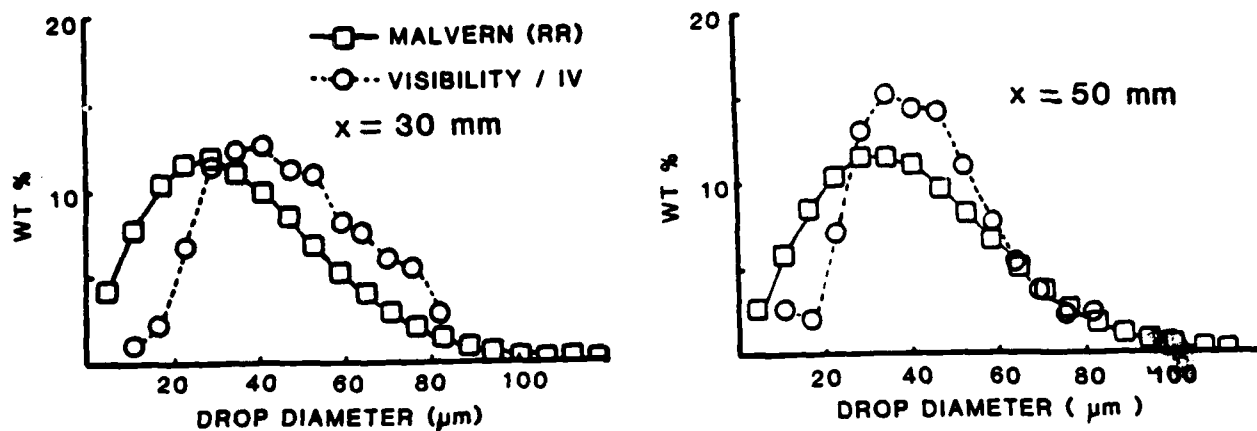 20
10
WT %
MALVERN (RR)
VISIBILITY / IV
x = 30 mm
20 40 60 80 100
DROP DIAMETER (μm)
20
10
WT %
x = 50 mm
20 40 60 80 100
DROP DIAMETER ( μm )